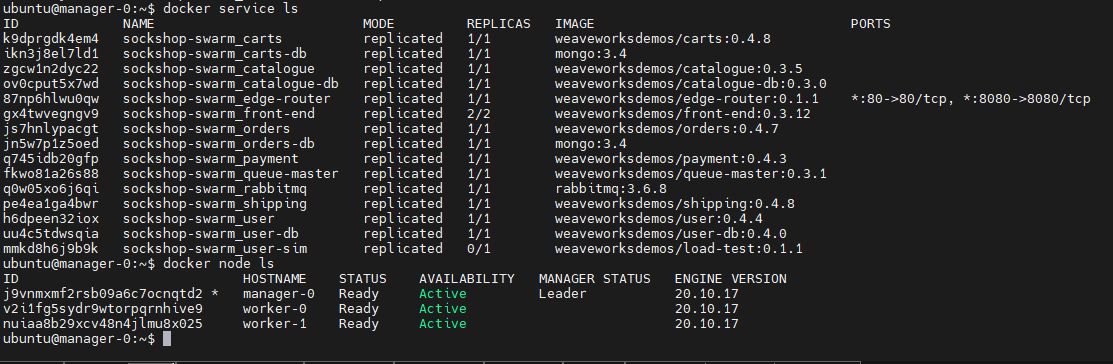 ubuntu@manager-0:~$ docker service ls
ID NAME MODE REPLICAS IMAGE PORTS
k9dprgdk4em4 sockshop-swarm_carts replicated 1/1 weaveworksdemos/carts:0.4.8
ikn3j8el7ld1 sockshop-swarm_carts-db replicated 1/1 mongo:3.4
zgcw1n2dyc22 sockshop-swarm_catalogue replicated 1/1 weaveworksdemos/catalogue:0.3.5
ov0cput5x7wd sockshop-swarm_catalogue-db replicated 1/1 weaveworksdemos/catalogue-db:0.3.0
87np6hlwu0qw sockshop-swarm_edge-router replicated 1/1 weaveworksdemos/edge-router:0.1.1 *:80->80/tcp, *:8080->8080/tcp
gx4twvegngv9 sockshop-swarm_front-end replicated 2/2 weaveworksdemos/front-end:0.3.12
js7hnlypacgt sockshop-swarm_orders replicated 1/1 weaveworksdemos/orders:0.4.7
jn5w7p1z5oed sockshop-swarm_orders-db replicated 1/1 mongo:3.4
q745idb20gfp sockshop-swarm_payment replicated 1/1 weaveworksdemos/payment:0.4.3
fkwo81a26s88 sockshop-swarm_queue-master replicated 1/1 weaveworksdemos/queue-master:0.3.1
q0w05xo6j6qi sockshop-swarm_rabbitmq replicated 1/1 rabbitmq:3.6.8
pe4ea1ga4bwr sockshop-swarm_shipping replicated 1/1 weaveworksdemos/shipping:0.4.8
h6dpeen32iox sockshop-swarm_user replicated 1/1 weaveworksdemos/user:0.4.4
uu4c5tdwsqia sockshop-swarm_user-db replicated 1/1 weaveworksdemos/user-db:0.4.0
mmkd8h6j9b9k sockshop-swarm_user-sim replicated 0/1 weaveworksdemos/load-test:0.1.1
ubuntu@manager-0:~$ docker node ls
ID HOSTNAME STATUS AVAILABILITY MANAGER STATUS ENGINE VERSION
j9vnmxmf2rsb09a6c7ocnqtd2 * manager-0 Ready Active Leader 20.10.17
v2i1fg5sydr9wtorpqrnhive9 worker-0 Ready Active 20.10.17
nuiaa8b29xcv48n4jlmu8x025 worker-1 Ready Active 20.10.17
ubuntu@manager-0:~$